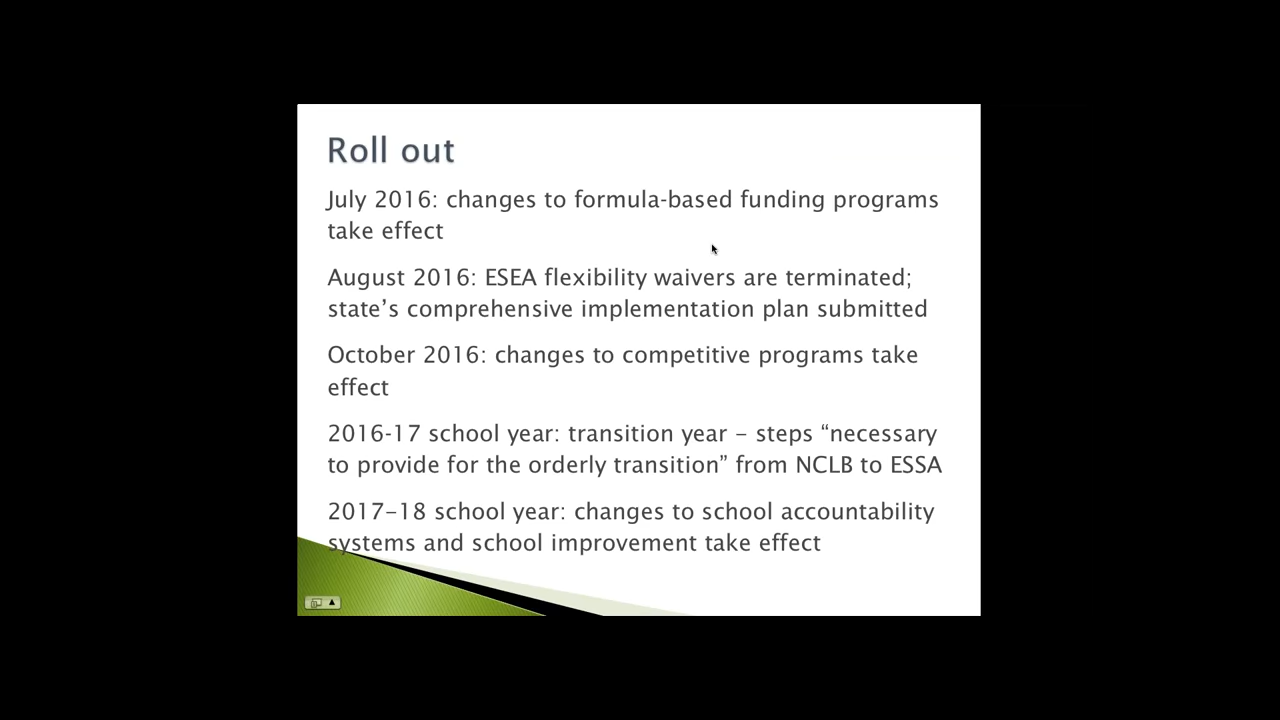 Roll out
July 2016: changes to formula-based funding programs
take effect
August 2016: ESEA flexibility waivers are terminated;
state’s comprehensive implementation plan submitted
October 2016: changes to competitive programs take
effect
2016-17 school year: transition year – steps “necessary
to provide for the orderly transition” from NCLB to ESSA
2017–18 school year: changes to school accountability
systems and school improvement take effect